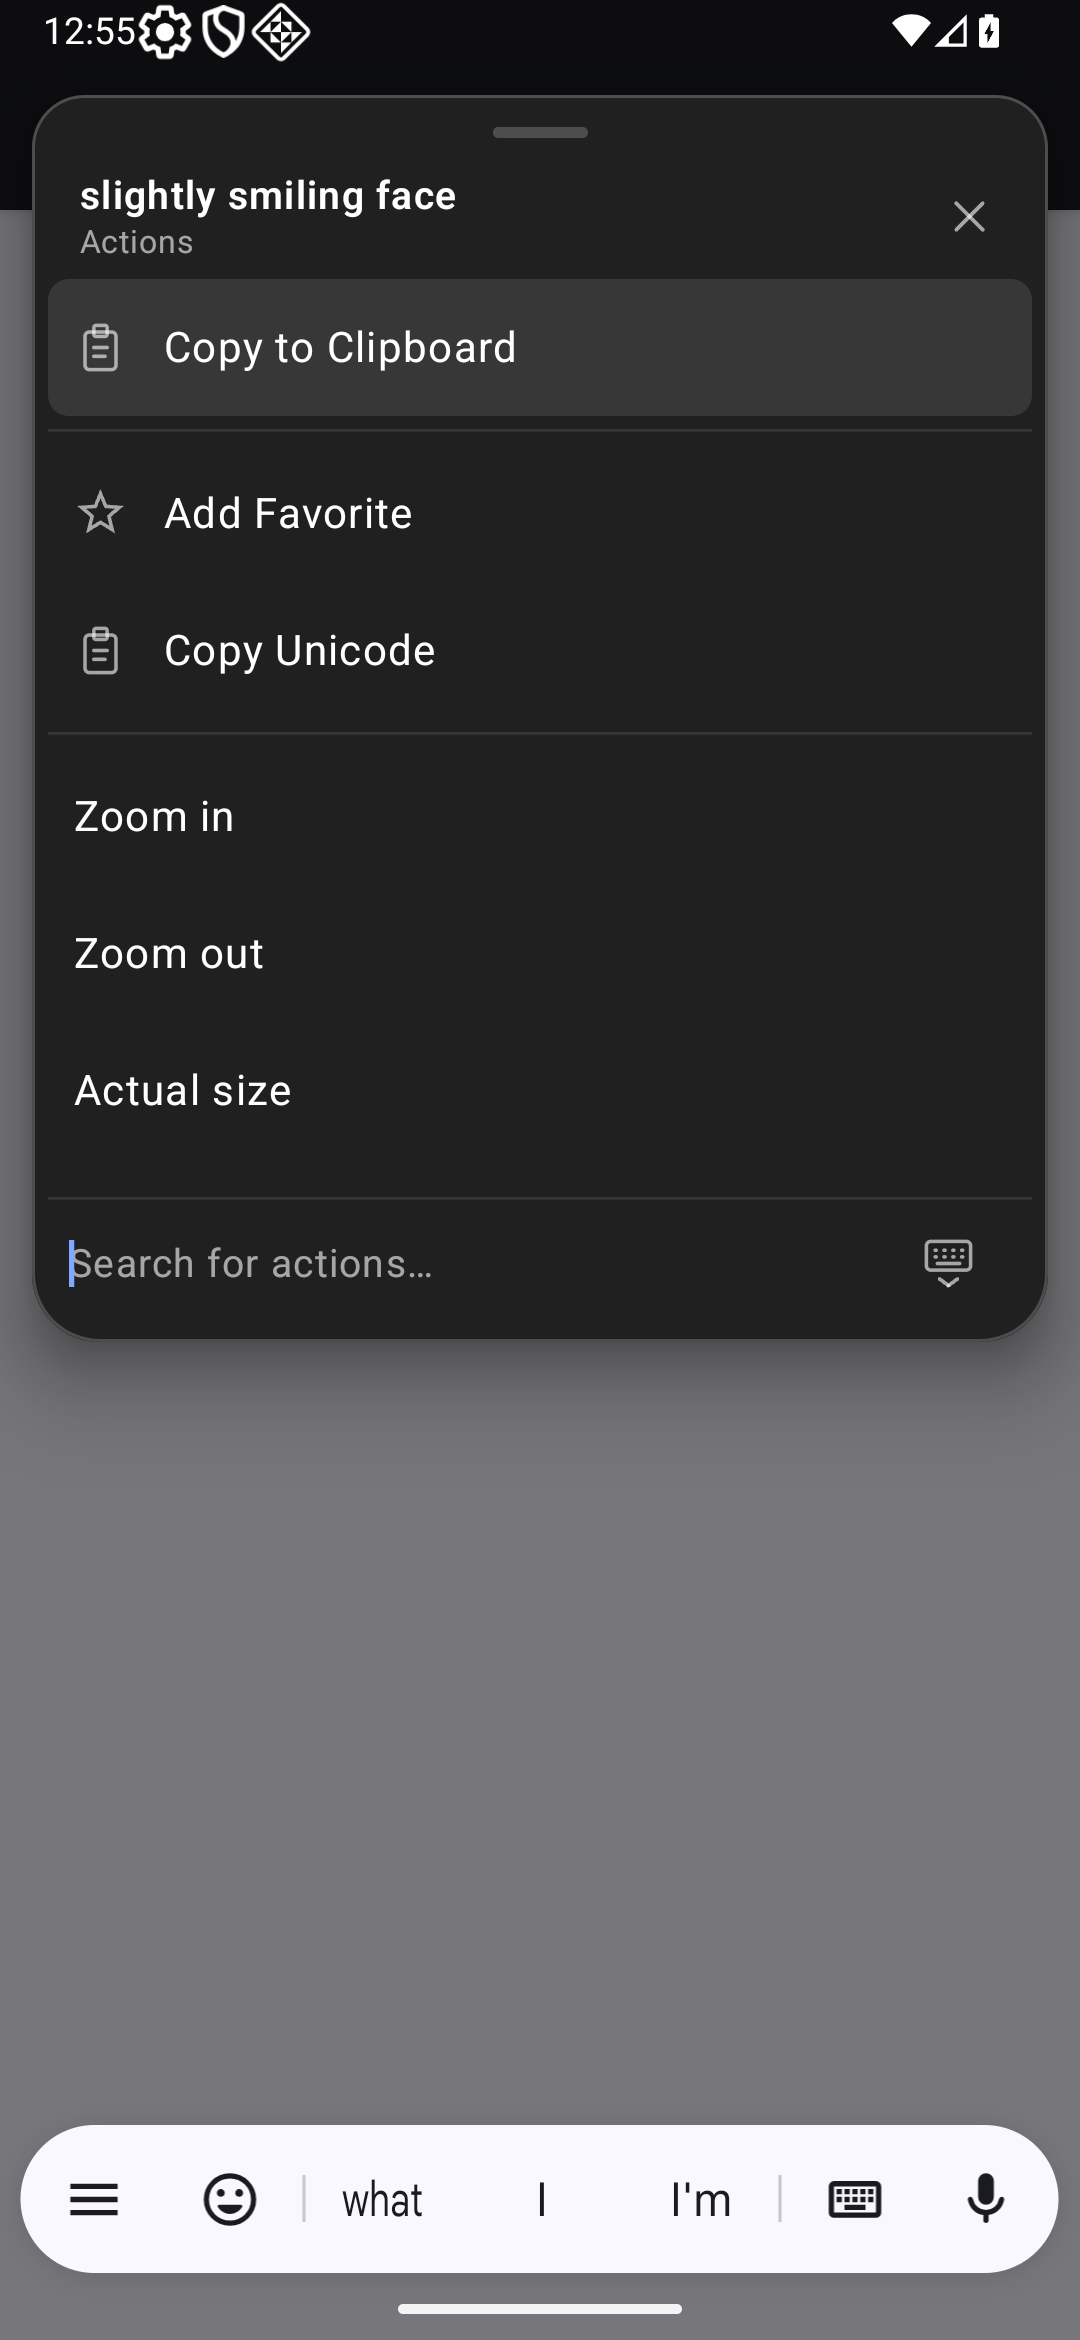 12:55
slightly smiling face
Actions
Copy to Clipboard
Add Favorite
Copy Unicode
Zoom in
Zoom out
Actual size
Search for actions...
what I I'm